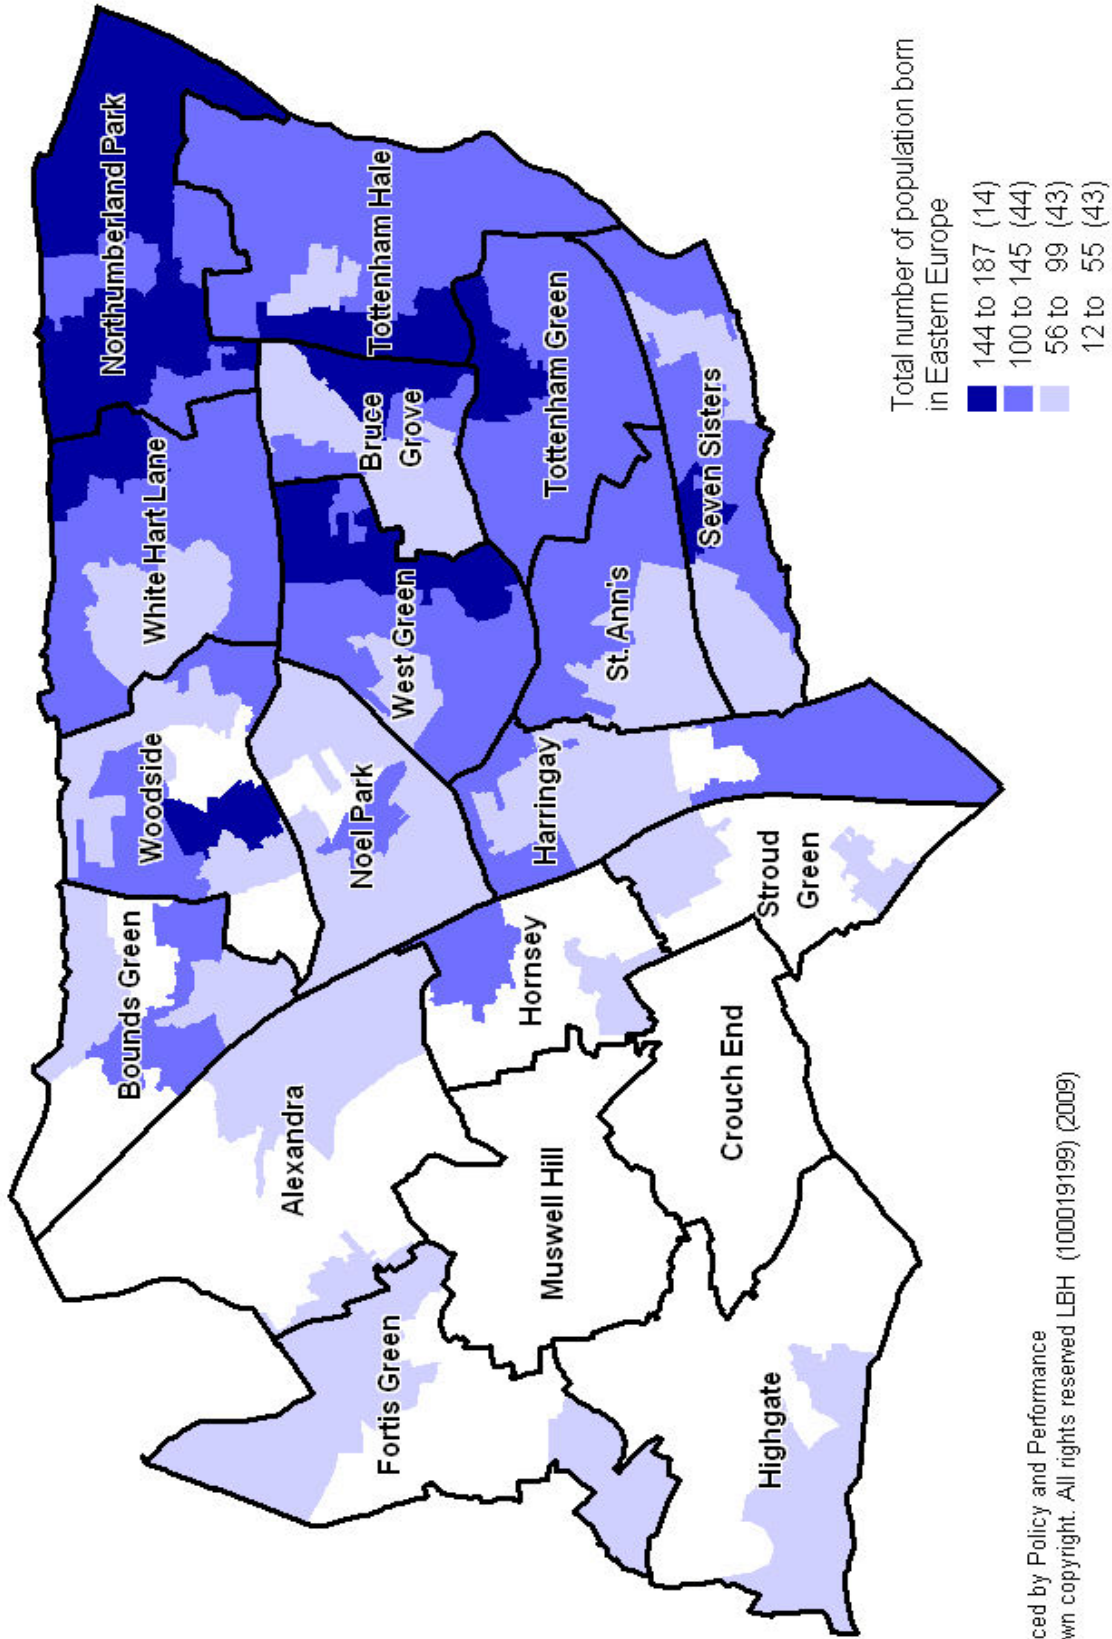 Northumberland Park
White Hart Lane
Woodside
Bounds Green
Tottenham Hale
Bruce
Grove
West Green
Noel Park
Alexandra
Fortis Green
Tottenham Green
St. Ann's
Harringay
Hornsey
Muswell Hill
Seven Sisters
Stroud
Green
Crouch End
Highgate
Total number of population born
in Eastern Europe
144 to 187 (14)
100 to 145 (44)
56 to 99 (43)
12 to 55 (43)
ced by Policy and Performance
wn copyright. All rights reserved LBH (100019199) (2009)